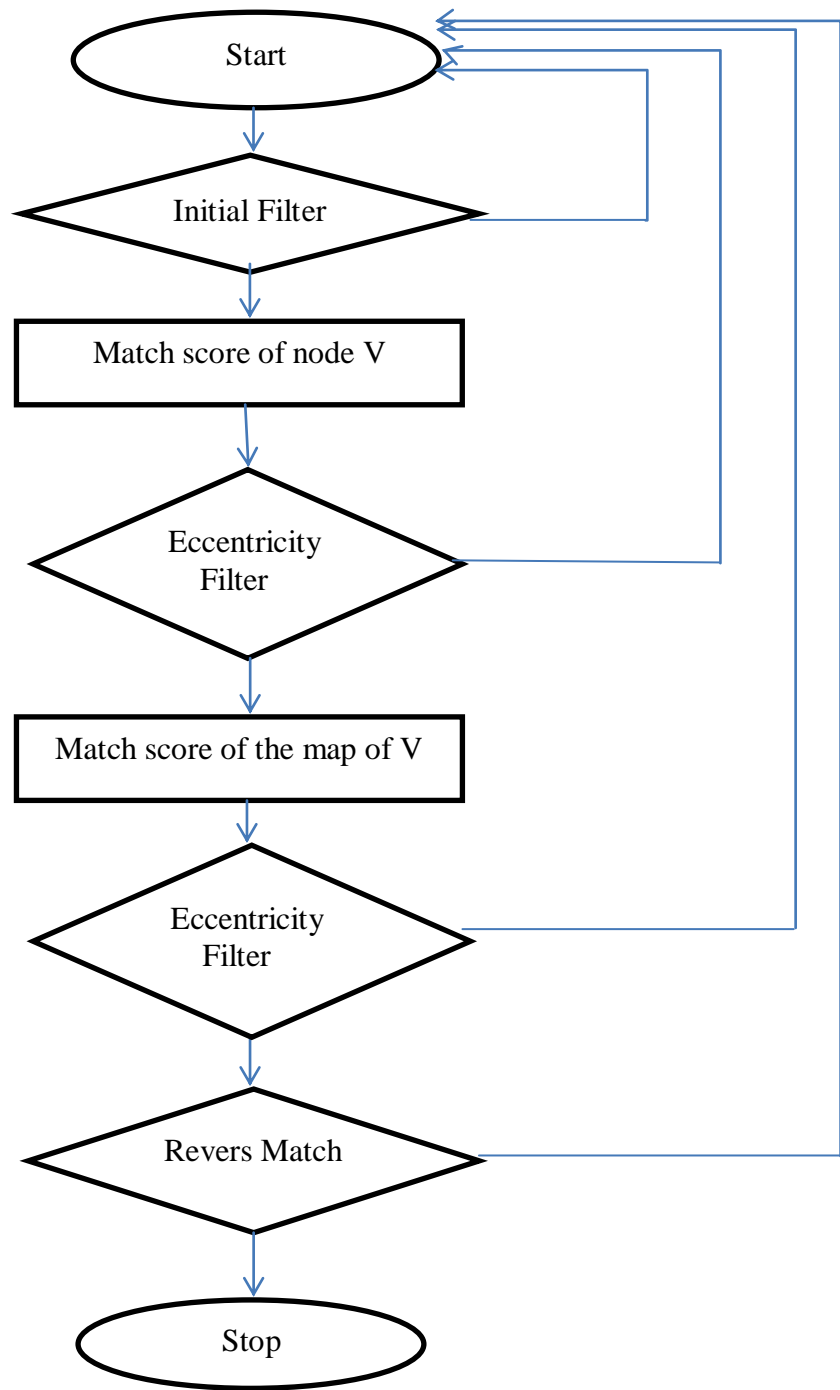 Start
Initial Filter
Match score of node V
Eccentricity
Filter
Match score of the map of V
Eccentricity
Filter
Revers Match
Stop